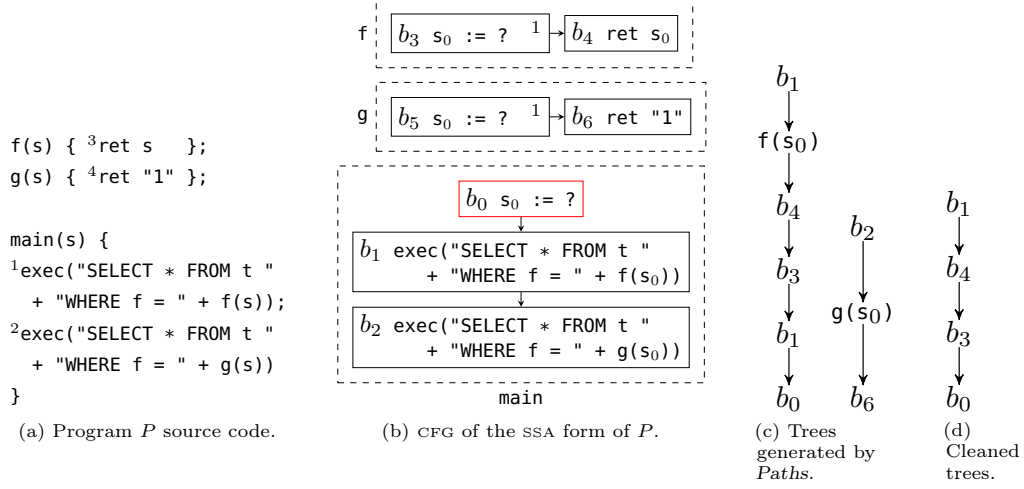 f(s) { ³ret s };
g(s) { ⁴ret "1" };
main(s) {
¹exec("SELECT * FROM t "
+ "WHERE f = " + f(s));
²exec("SELECT * FROM t "
+ "WHERE f = " + g(s))
}
(a) Program P source code.
f
b₃ s₀ := ? ¹
b₄ ret s₀
g
b₅ s₀ := ? ¹
b₆ ret "1"
b₀ s₀ := ?
b₁ exec("SELECT * FROM t "
+ "WHERE f = " + f(s₀))
b₂ exec("SELECT * FROM t "
+ "WHERE f = " + g(s₀))
main
(b) CFG of the SSA form of P.
b₁
f(s₀)
b₄
b₃
b₁
b₀
b₂
g(s₀)
b₆
(c) Trees
generated by
Paths.
b₁
b₄
b₃
b₀
(d)
Cleaned
trees.